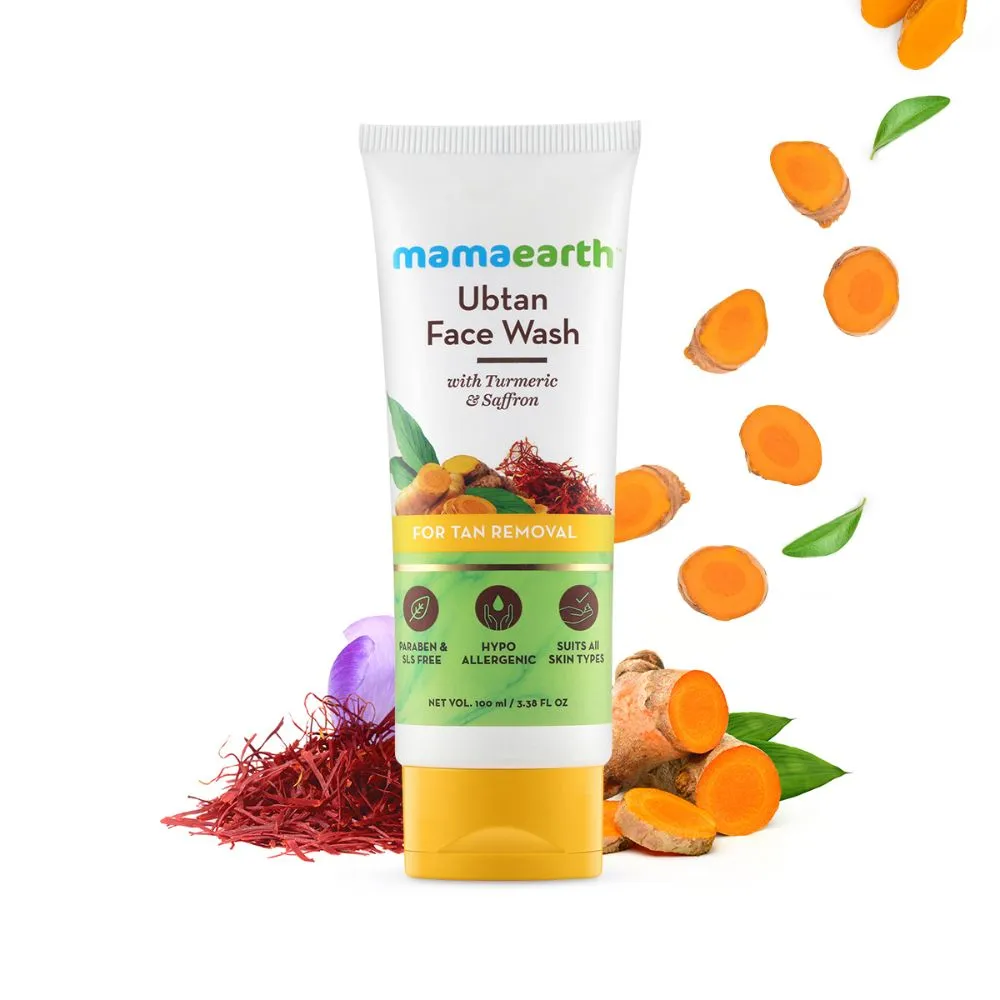 mamaearth
Ubtan
Face Wash
with Turmeric
& Saffron
FOR TAN REMOVAL
PARABEN &
SLS FREE
HYPO
ALLERGENIC
SUITS All
SKIN TYPES
NET VOL. 100 ml / 3.38 FL OZ